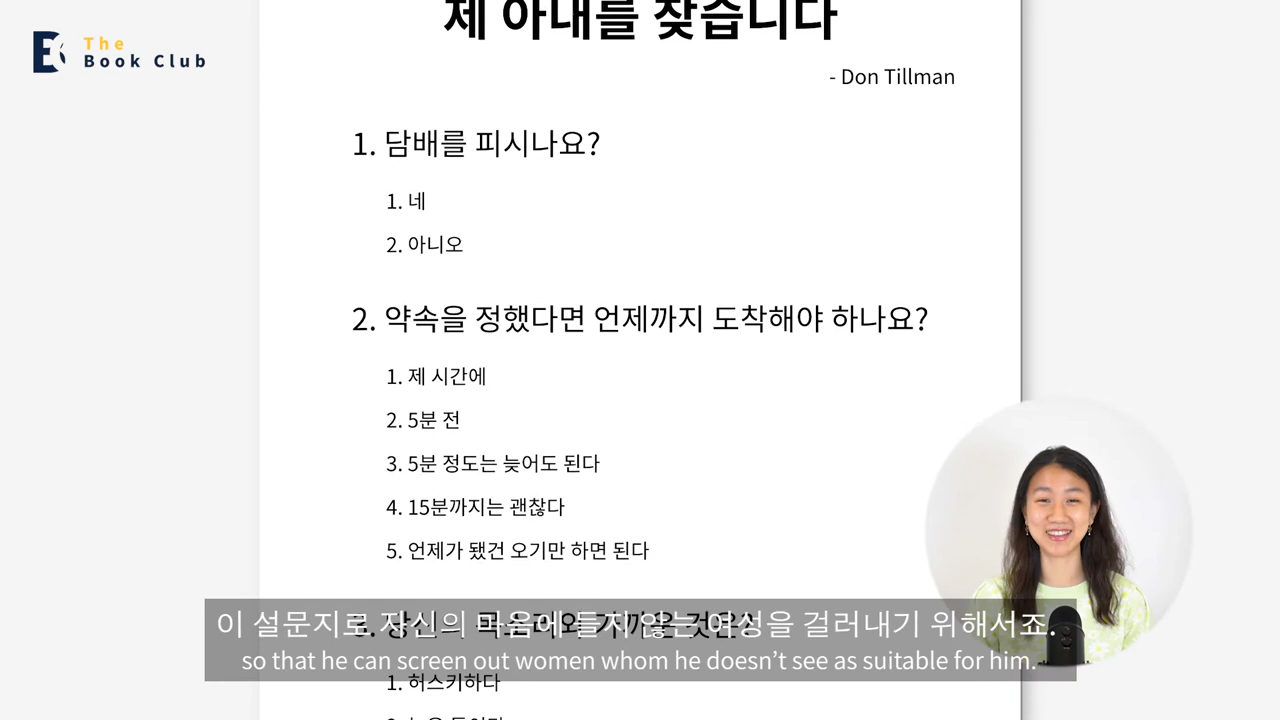 The
Book Club
제 아내를 찾습니다
- Don Tillman
1. 담배를 피시나요?
1. 네
2. 아니오
2. 약속을 정했다면 언제까지 도착해야 하나요?
1. 제 시간에
2. 5분 전
3. 5분 정도는 늦어도 된다
4. 15분까지는 괜찮다
5. 언제가 됐건 오기만 하면 된다
이 설문지로 자신의 마음에 들지 않는 여성을 걸러내기 위해서죠.
so that he can screen out women whom he doesn’t see as suitable for him.
1. 허스키하다